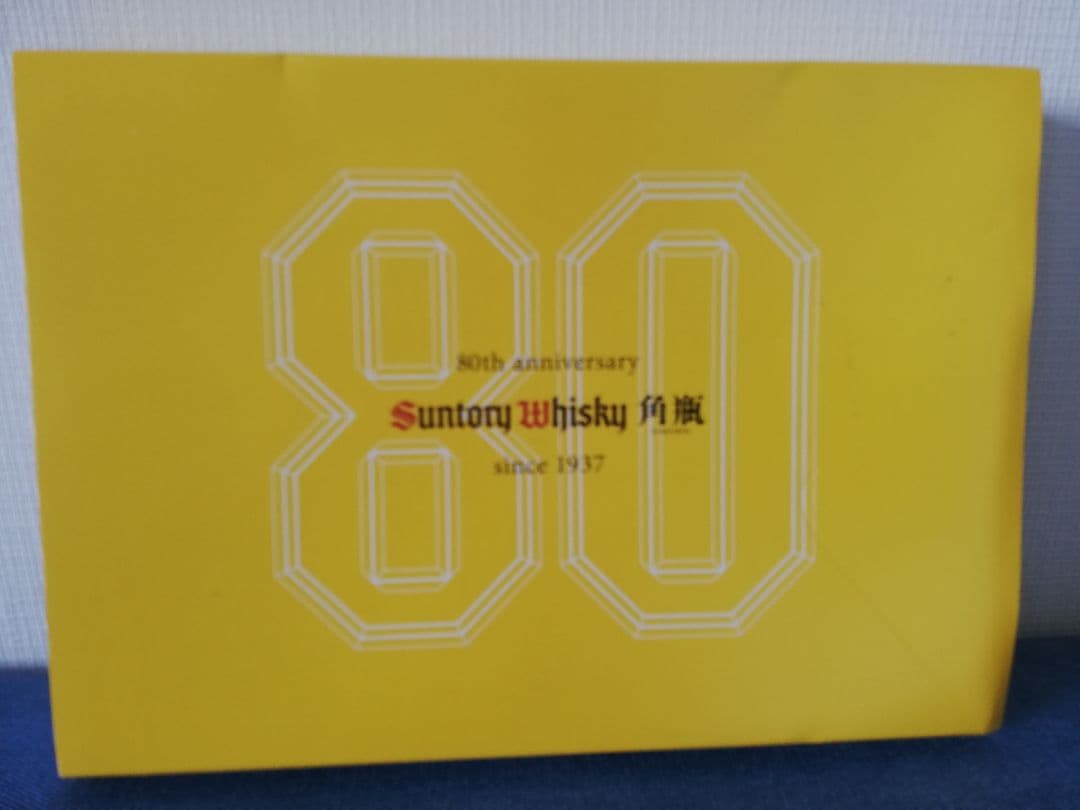 80
80th anniversary
Suntory Whisky 角瓶
since 1937